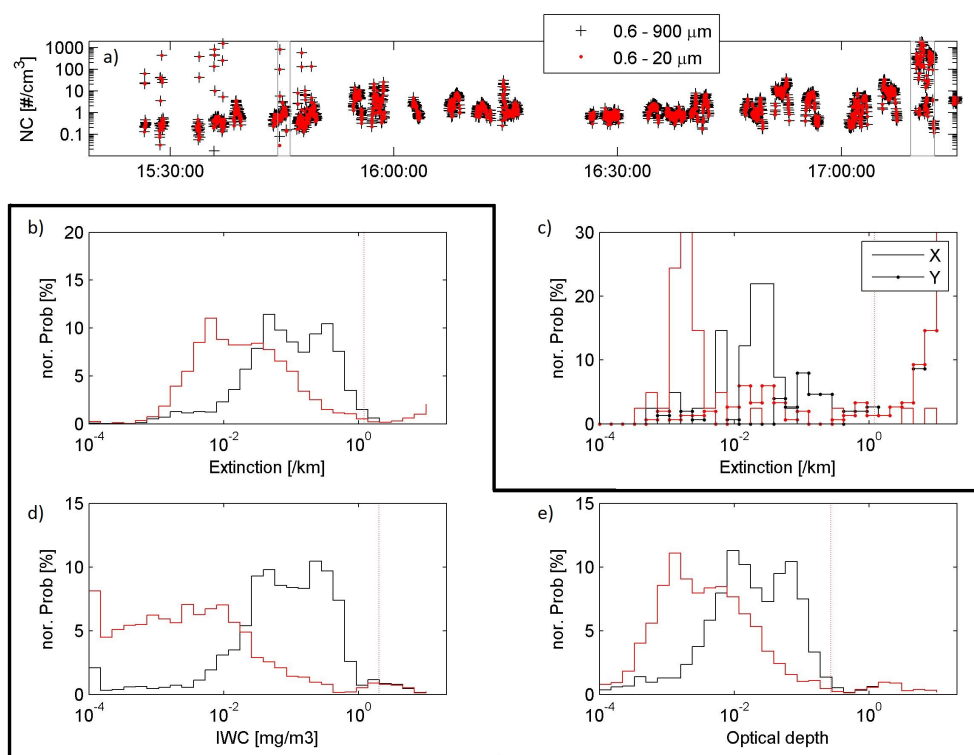 a)
NC [#/cm³]
1000
100
10
1
0.1
+ 0.6 - 900 μm
• 0.6 - 20 μm
15:30:00 16:00:00 16:30:00 17:00:00
b)
nor. Prob [%]
20
15
10
5
0
10⁻⁴ 10⁻² 10⁰
Extinction [/km]
c)
nor. Prob [%]
30
20
10
0
X
Y
10⁻⁴ 10⁻² 10⁰
Extinction [/km]
d)
nor. Prob [%]
15
10
5
0
10⁻⁴ 10⁻² 10⁰
IWC [mg/m3]
e)
nor. Prob [%]
15
10
5
0
10⁻⁴ 10⁻² 10⁰
Optical depth